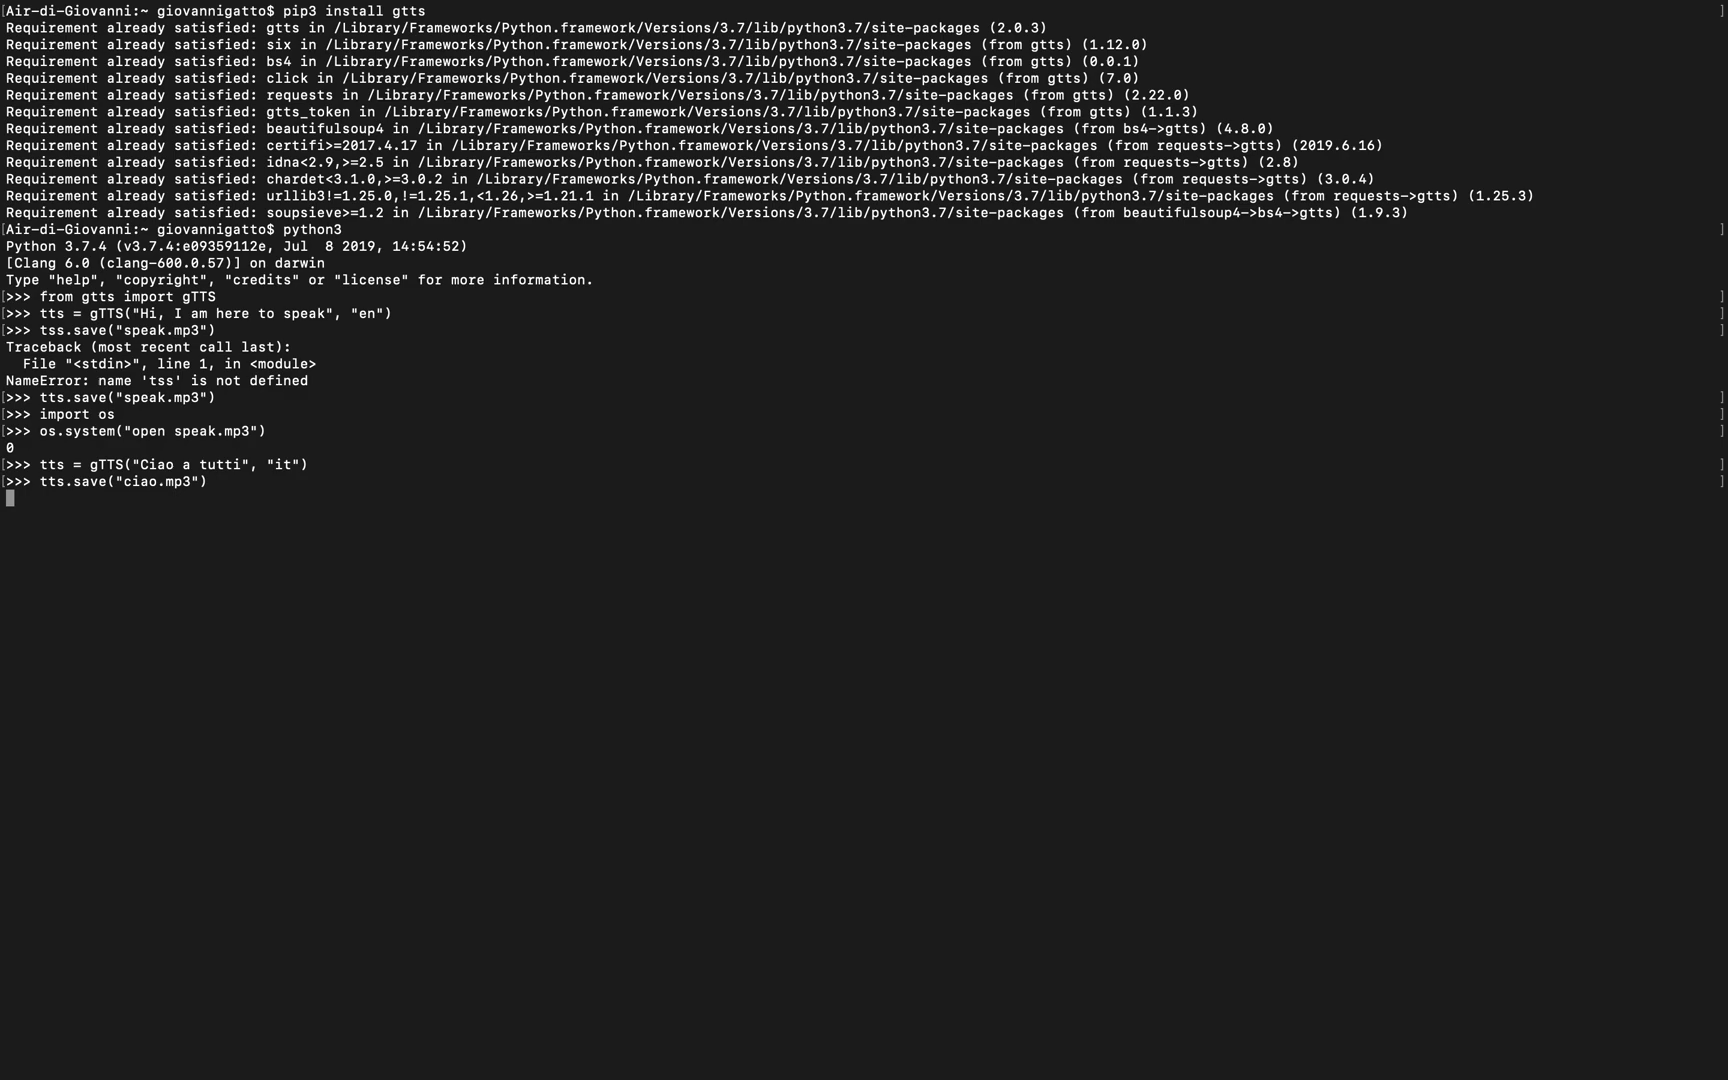 [Air-di-Giovanni:~ giovannigatto$ pip3 install gtts ]
Requirement already satisfied: gtts in /Library/Frameworks/Python.framework/Versions/3.7/lib/python3.7/site-packages (2.0.3)
Requirement already satisfied: six in /Library/Frameworks/Python.framework/Versions/3.7/lib/python3.7/site-packages (from gtts) (1.12.0)
Requirement already satisfied: bs4 in /Library/Frameworks/Python.framework/Versions/3.7/lib/python3.7/site-packages (from gtts) (0.0.1)
Requirement already satisfied: click in /Library/Frameworks/Python.framework/Versions/3.7/lib/python3.7/site-packages (from gtts) (7.0)
Requirement already satisfied: requests in /Library/Frameworks/Python.framework/Versions/3.7/lib/python3.7/site-packages (from gtts) (2.22.0)
Requirement already satisfied: gtts_token in /Library/Frameworks/Python.framework/Versions/3.7/lib/python3.7/site-packages (from gtts) (1.1.3)
Requirement already satisfied: beautifulsoup4 in /Library/Frameworks/Python.framework/Versions/3.7/lib/python3.7/site-packages (from bs4->gtts) (4.8.0)
Requirement already satisfied: certifi>=2017.4.17 in /Library/Frameworks/Python.framework/Versions/3.7/lib/python3.7/site-packages (from requests->gtts) (2019.6.16)
Requirement already satisfied: idna<2.9,>=2.5 in /Library/Frameworks/Python.framework/Versions/3.7/lib/python3.7/site-packages (from requests->gtts) (2.8)
Requirement already satisfied: chardet<3.1.0,>=3.0.2 in /Library/Frameworks/Python.framework/Versions/3.7/lib/python3.7/site-packages (from requests->gtts) (3.0.4)
Requirement already satisfied: urllib3!=1.25.0,!=1.25.1,<1.26,>=1.21.1 in /Library/Frameworks/Python.framework/Versions/3.7/lib/python3.7/site-packages (from requests->gtts) (1.25.3)
Requirement already satisfied: soupsieve>=1.2 in /Library/Frameworks/Python.framework/Versions/3.7/lib/python3.7/site-packages (from beautifulsoup4->bs4->gtts) (1.9.3)
[Air-di-Giovanni:~ giovannigatto$ python3 ]
Python 3.7.4 (v3.7.4:e09359112e, Jul  8 2019, 14:54:52)
[Clang 6.0 (clang-600.0.57)] on darwin
Type "help", "copyright", "credits" or "license" for more information.
[>>> from gtts import gTTS ]
[>>> tts = gTTS("Hi, I am here to speak", "en") ]
[>>> tss.save("speak.mp3") ]
Traceback (most recent call last):
  File "<stdin>", line 1, in <module>
NameError: name 'tss' is not defined
[>>> tts.save("speak.mp3") ]
[>>> import os ]
[>>> os.system("open speak.mp3") ]
0
[>>> tts = gTTS("Ciao a tutti", "it") ]
[>>> tts.save("ciao.mp3") ]